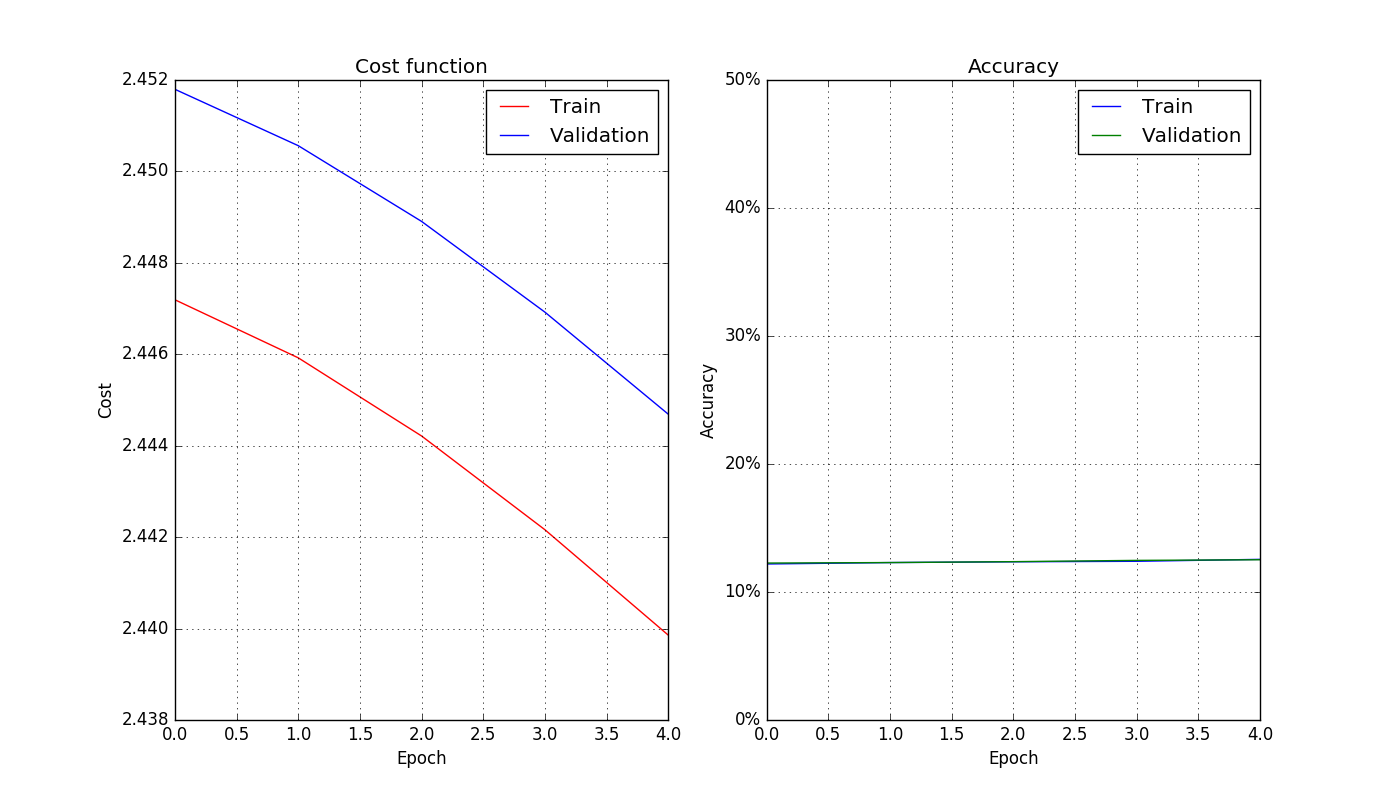 Cost function
2.452
2.450
2.448
2.446
2.444
2.442
2.440
2.438
Cost
0.0 0.5 1.0 1.5 2.0 2.5 3.0 3.5 4.0
Epoch
Train
Validation
Accuracy
50%
40%
30%
20%
10%
0%
Accuracy
0.0 0.5 1.0 1.5 2.0 2.5 3.0 3.5 4.0
Epoch
Train
Validation